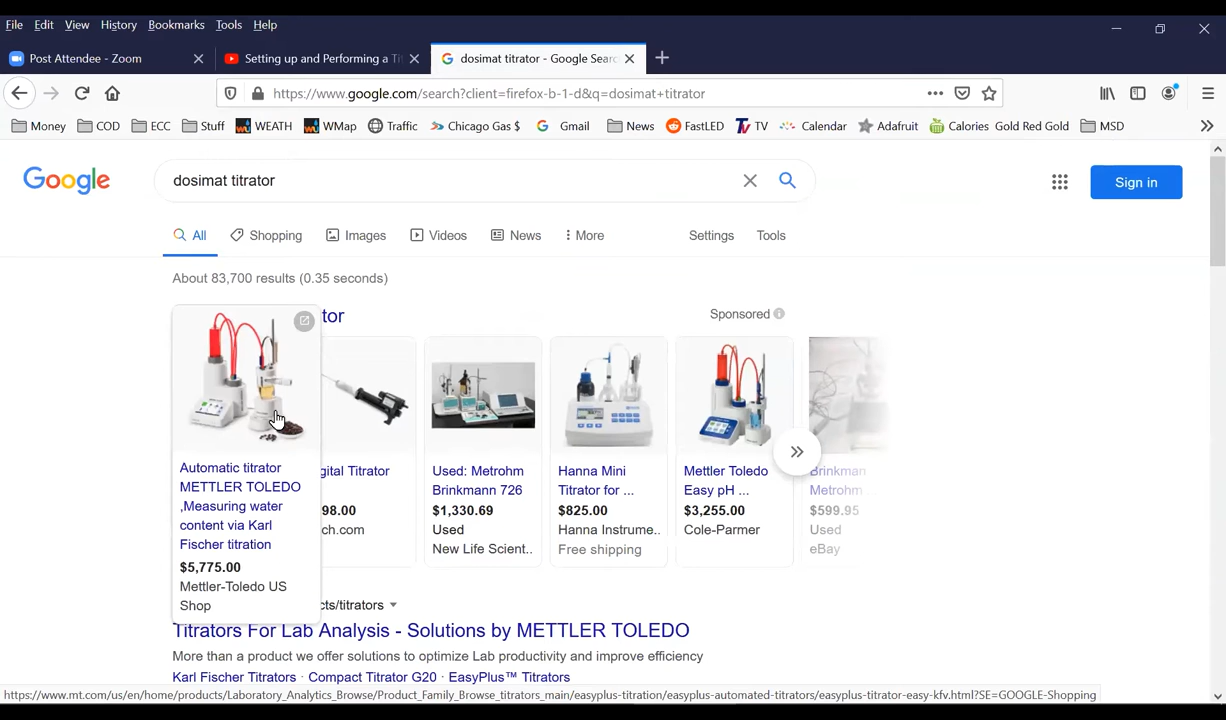 File Edit View History Bookmarks Tools Help
Post Attendee - Zoom
Setting up and Performing a Ti
dosimat titrator - Google Searc
https://www.google.com/search?client=firefox-b-1-d&q=dosimat+titrator
Money COD ECC Stuff WEATH WMap Traffic Chicago Gas $ Gmail News FastLED TV Calendar Adafruit Calories Gold Red Gold MSD
Google
dosimat titrator
Sign in
All Shopping Images Videos News More Settings Tools
About 83,700 results (0.35 seconds)
tor
Sponsored
Automatic titrator
METTLER TOLEDO
,Measuring water
content via Karl
Fischer titration
$5,775.00
Mettler-Toledo US
Shop
gital Titrator
98.00
ch.com
Used: Metrohm
Brinkmann 726
$1,330.69
Used
New Life Scient..
Hanna Mini
Titrator for ...
$825.00
Hanna Instrume..
Free shipping
Mettler Toledo
Easy pH ...
$3,255.00
Cole-Parmer
Brinkman
Metrohm
$599.95
Used
eBay
cts/titrators
Titrators For Lab Analysis - Solutions by METTLER TOLEDO
More than a product we offer solutions to optimize Lab productivity and improve efficiency
Karl Fischer Titrators · Compact Titrator G20 · EasyPlus™ Titrators
https://www.mt.com/us/en/home/products/Laboratory_Analytics_Browse/Product_Family_Browse_titrators_main/easyplus-titration/easyplus-automated-titrators/easyplus-titrator-easy-kfv.html?SE=GOOGLE-Shopping